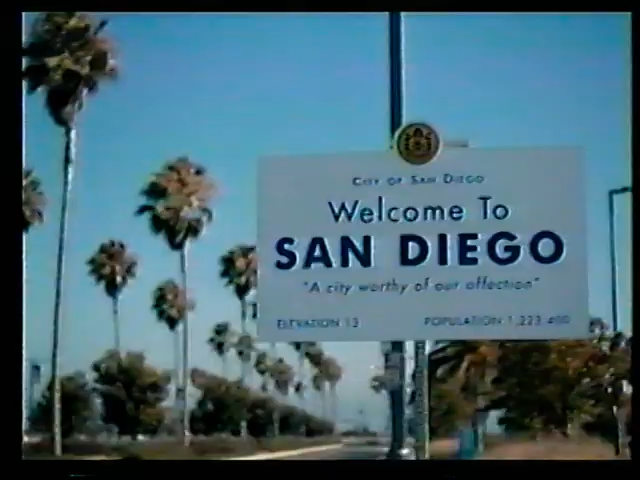 CITY OF SAN DIEGO
Welcome To
SAN DIEGO
"A city worthy of our affection"
ELEVATION 13
POPULATION 1,223,400